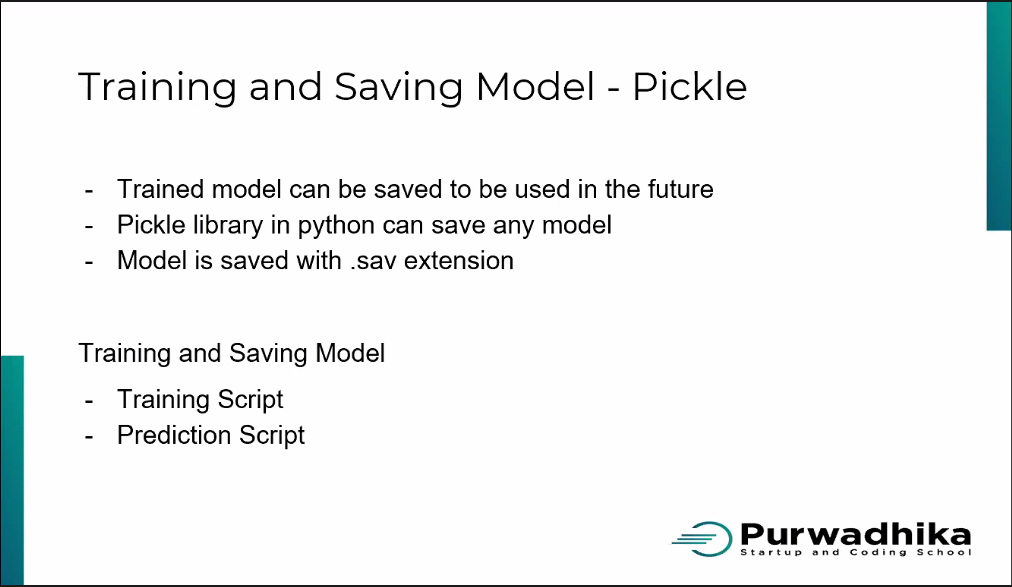 Training and Saving Model - Pickle
- Trained model can be saved to be used in the future
- Pickle library in python can save any model
- Model is saved with .sav extension
Training and Saving Model
- Training Script
- Prediction Script
Purwadhika
Startup and Coding School